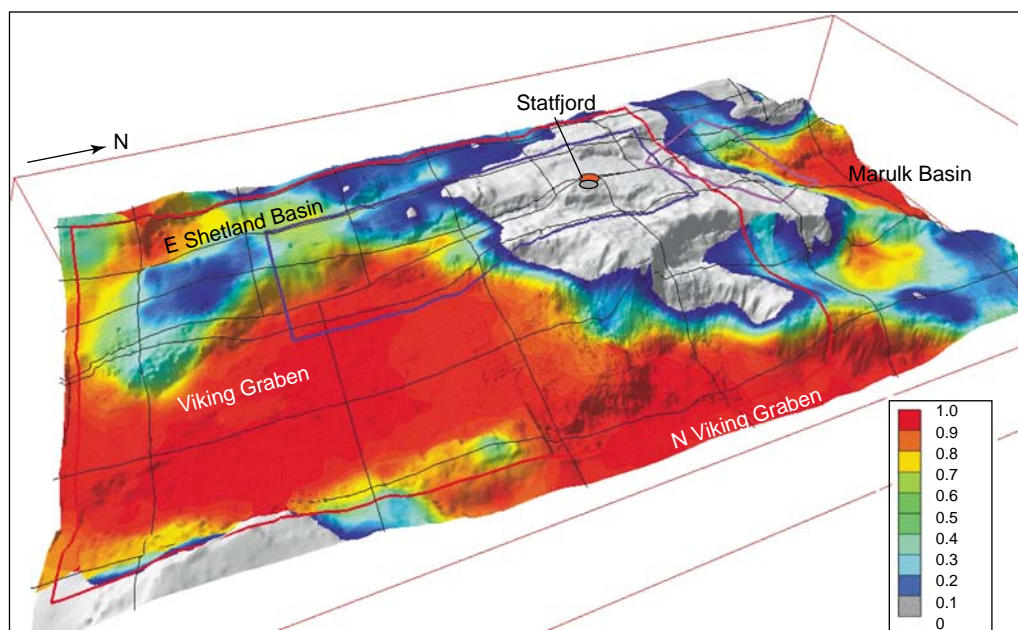 Statfjord
N
Marulk Basin
E Shetland Basin
Viking Graben
N Viking Graben
1.0
0.9
0.8
0.7
0.6
0.5
0.4
0.3
0.2
0.1
0